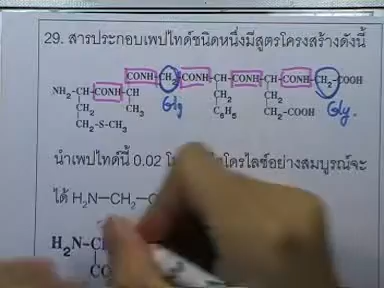 29. สารประกอบเพปไทด์ชนิดหนึ่งมีสูตรโครงสร้างดังนี้
CONH-CH₂-CONH-CH-CONH-CH-CONH-CH₂-COOH
NH₂-CH-CONH-CH CH₂ CH₂
CH₂ CH₃ C₆H₅ CH₂-COOH
CH₂-S-CH₃
Gly Gly.
นำเพปไทด์นี้ 0.02
ได้ H₂N-CH₂-C
H₂N-C
CO